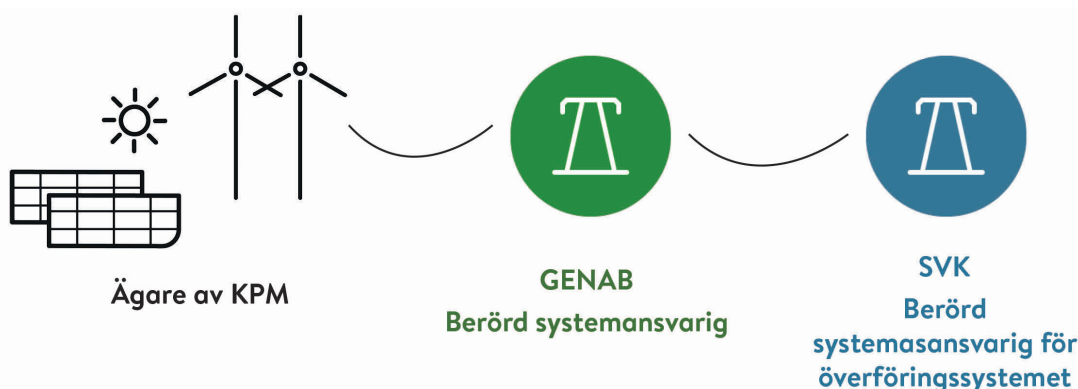 Ägare av KPM
GENAB
Berörd systemansvarig
SVK
Berörd
systemasansvarig för
överföringssystemet